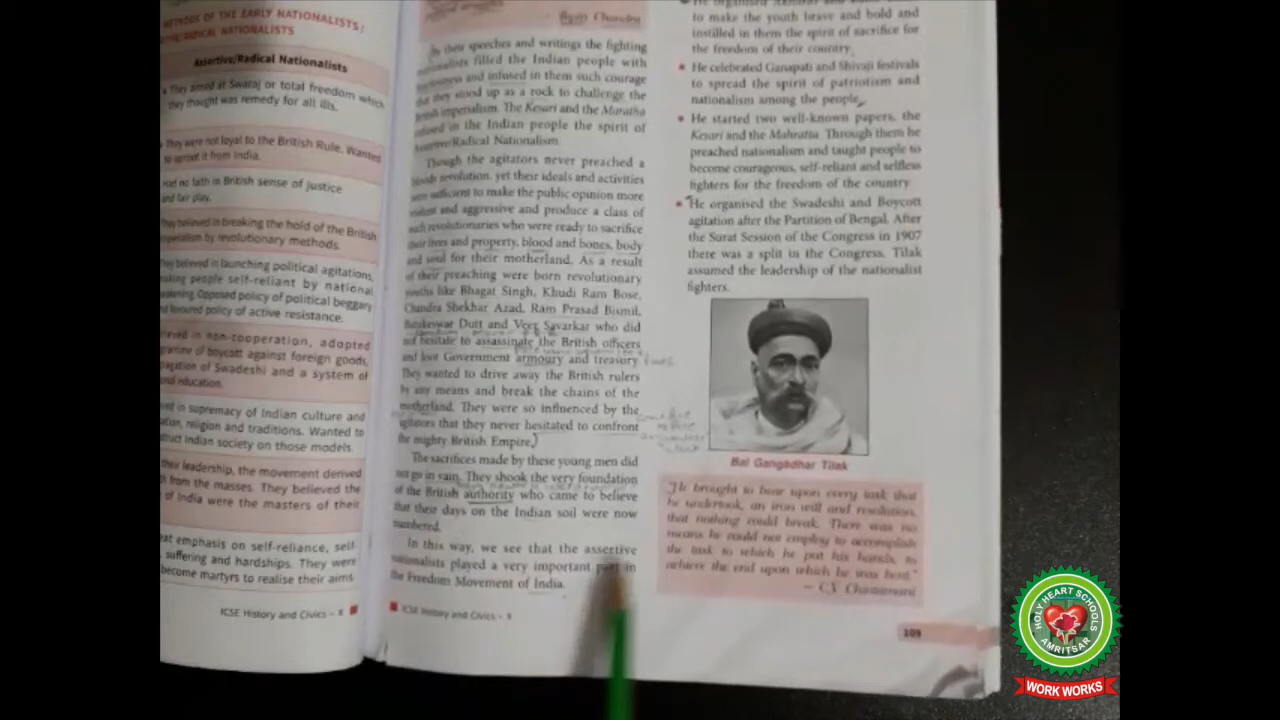 METHODS OF THE EARLY NATIONALISTS /
RADICAL NATIONALISTS
Assertive/Radical Nationalists
They aimed at Swaraj or total freedom which
they thought was remedy for all ills.
They were not loyal to the British Rule. Wanted
to uproot it from India.
Had no faith in British sense of justice
and fair play.
They believed in breaking the hold of the British
imperialism by revolutionary methods.
They believed in launching political agitations,
making people self-reliant by national
awakening. Opposed policy of political beggary
and favoured policy of active resistance.
believed in non-cooperation, adopted
programme of boycott against foreign goods,
propagation of Swadeshi and a system of
national education.
in supremacy of Indian culture and
religion and traditions. Wanted to
Indian society on those models.
their leadership, the movement derived
from the masses. They believed the
of India were the masters of their
emphasis on self-reliance, self
suffering and hardships. They were
become martyrs to realise their aims
ICSE History and Civics – X
Bipan Chandra
By their speeches and writings the fighting
nationalists filled the Indian people with
and infused in them such courage
that they stood up as a rock to challenge the
British imperialism. The Kesari and the Maratha
infused in the Indian people the spirit of
Assertive/Radical Nationalism.
Though the agitators never preached a
bloody revolution, yet their ideals and activities
were sufficient to make the public opinion more
violent and aggressive and produce a class of
such revolutionaries who were ready to sacrifice
their lives and property, blood and bones, body
and soul for their motherland. As a result
of their preaching were born revolutionary
youths like Bhagat Singh, Khudi Ram Bose,
Chandra Shekhar Azad, Ram Prasad Bismil,
Batukeswar Dutt and Veer Savarkar who did
not hesitate to assassinate the British officers
and loot Government armoury and treasury
They wanted to drive away the British rulers
by any means and break the chains of the
motherland. They were so influenced by the
agitators that they never hesitated to confront
the mighty British Empire.)
The sacrifices made by these young men did
not go in vain. They shook the very foundation
of the British authority who came to believe
that their days on the Indian soil were now
numbered.
In this way, we see that the assertive
nationalists played a very important part in
the Freedom Movement of India.
ICSE History and Civics – X
He organised
to make the youth brave and bold and
instilled in them the spirit of sacrifice for
the freedom of their country.
• He celebrated Ganapati and Shivaji festivals
to spread the spirit of patriotism and
nationalism among the people.
• He started two well-known papers, the
Kesari and the Mahratta. Through them he
preached nationalism and taught people to
become courageous, self-reliant and selfless
fighters for the freedom of the country.
• He organised the Swadeshi and Boycott
agitation after the Partition of Bengal. After
the Surat Session of the Congress in 1907
there was a split in the Congress. Tilak
assumed the leadership of the nationalist
fighters.
Bal Gangadhar Tilak
"He brought to bear upon every task that
he undertook, an iron will and resolution,
that nothing could break. There was no
means he could not employ to accomplish
the task to which he put his hands, to
achieve the end upon which he was bent."
– C.Y. Chintamani
109
HOLY HEART SCHOOLS
AMRITSAR
WORK WORKS